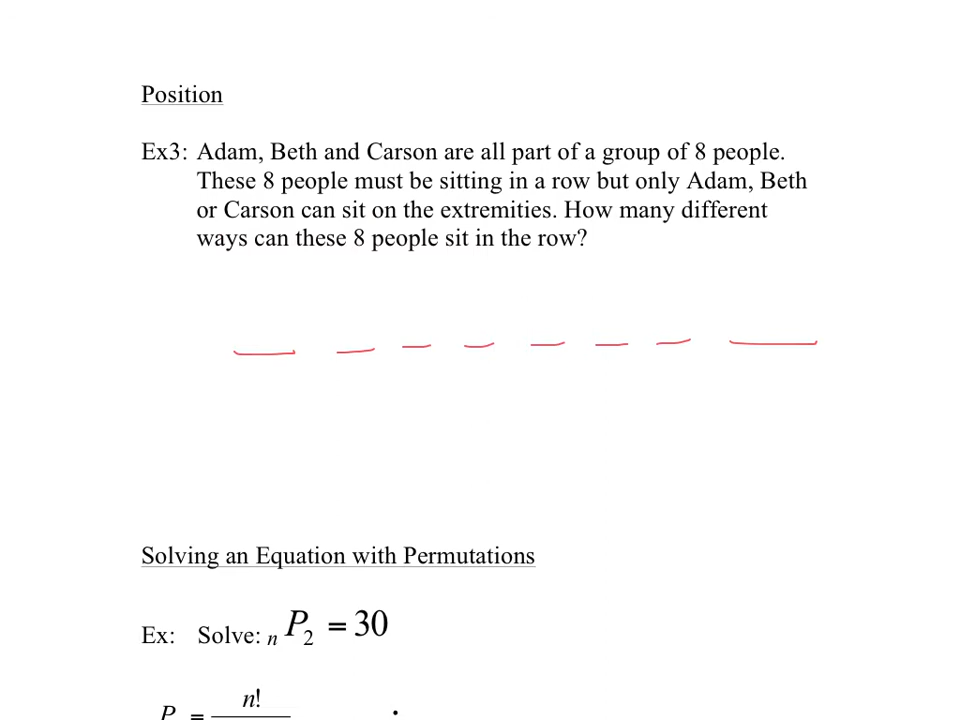 Position
Ex3: Adam, Beth and Carson are all part of a group of 8 people.
These 8 people must be sitting in a row but only Adam, Beth
or Carson can sit on the extremities. How many different
ways can these 8 people sit in the row?
Solving an Equation with Permutations
Ex: Solve: ₙP₂ = 30
n!
P =